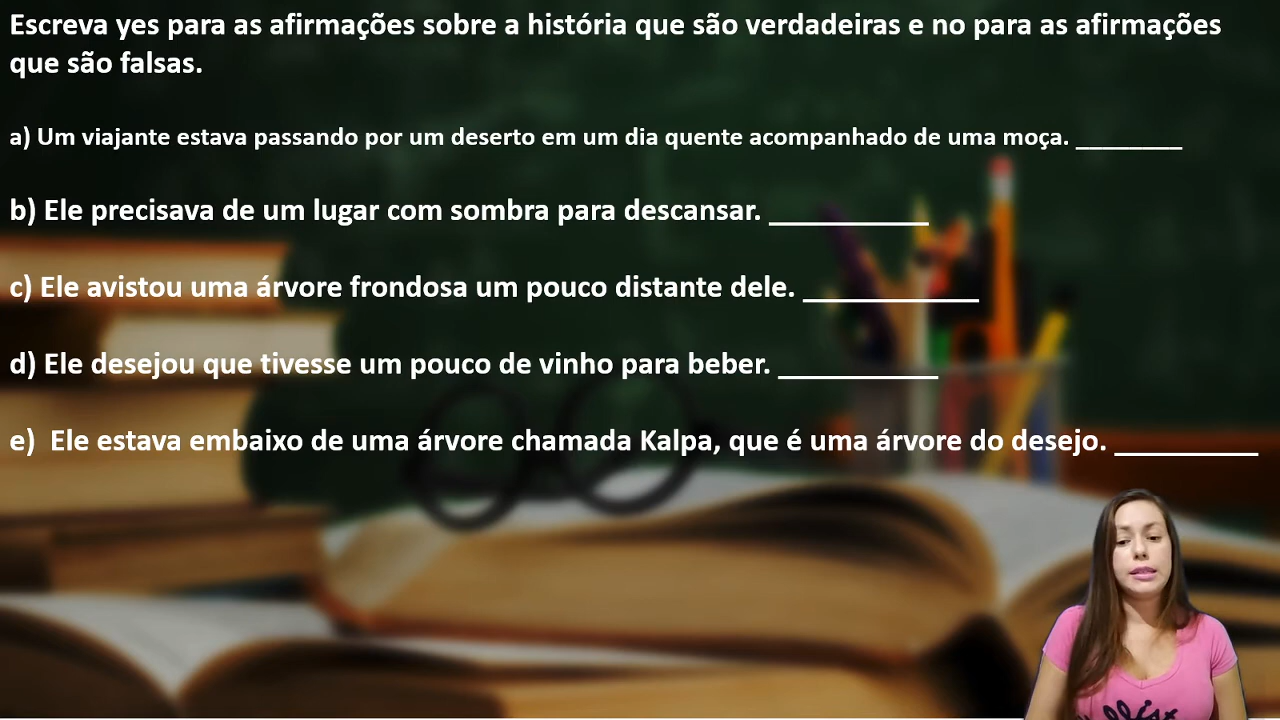 Escreva yes para as afirmações sobre a história que são verdadeiras e no para as afirmações
que são falsas.
a) Um viajante estava passando por um deserto em um dia quente acompanhado de uma moça. ________
b) Ele precisava de um lugar com sombra para descansar. __________
c) Ele avistou uma árvore frondosa um pouco distante dele. ___________
d) Ele desejou que tivesse um pouco de vinho para beber. __________
e) Ele estava embaixo de uma árvore chamada Kalpa, que é uma árvore do desejo. _________